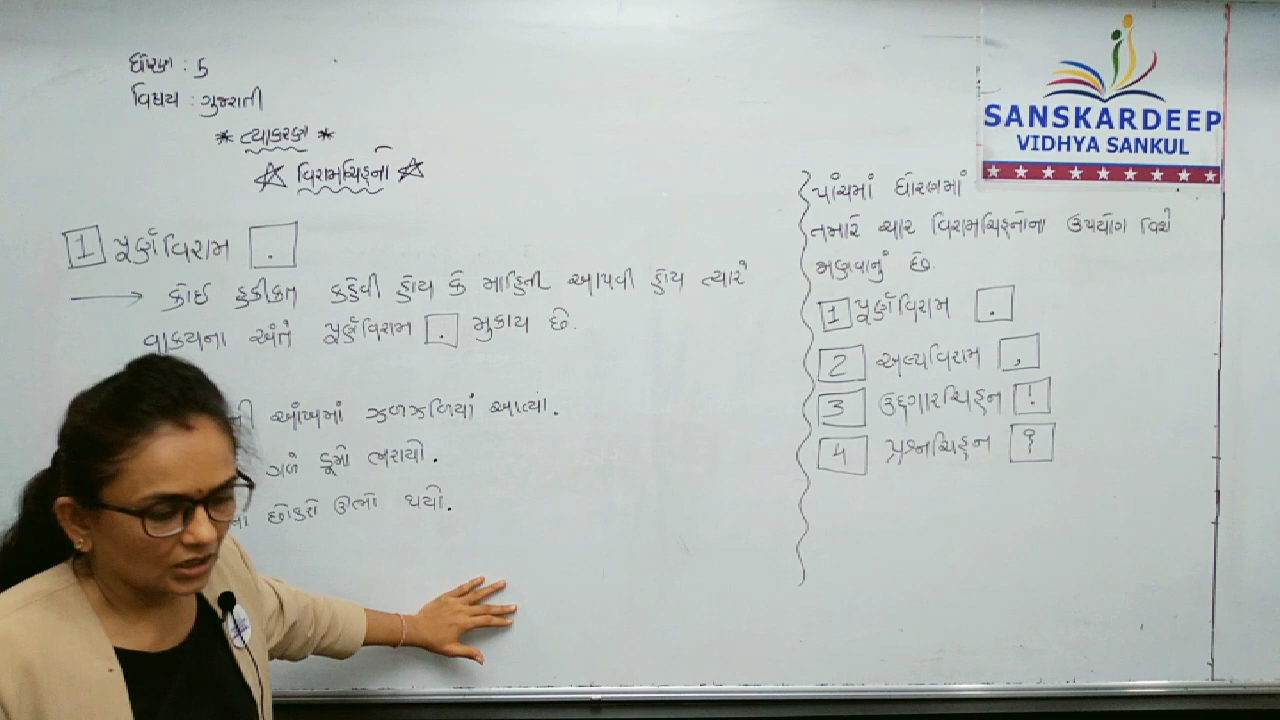 ધોરણ : 5
વિષય : ગુજરાતી
* વ્યાકરણ *
વિરામચિહ્નો
1 પૂર્ણવિરામ .
→ કોઈ હકીકત કહેવી હોય કે માહિતી આપવી હોય ત્યારે
વાક્યના અંતે પૂર્ણવિરામ . મુકાય છે.
ની આંખમાં ઝળઝળિયાં આવ્યાં.
ગળે ડૂમો ભરાયો.
છોકરો ઊભો થયો.
SANSKARDEEP
VIDHYA SANKUL
પાંચમાં ધોરણમાં
તમારે ચાર વિરામચિહ્નોના ઉપયોગ વિશે
ભણવાનું છે.
1 પૂર્ણવિરામ .
2 અલ્પવિરામ ,
3 ઉદ્દગારચિહ્ન !
4 પ્રશ્નચિહ્ન ?